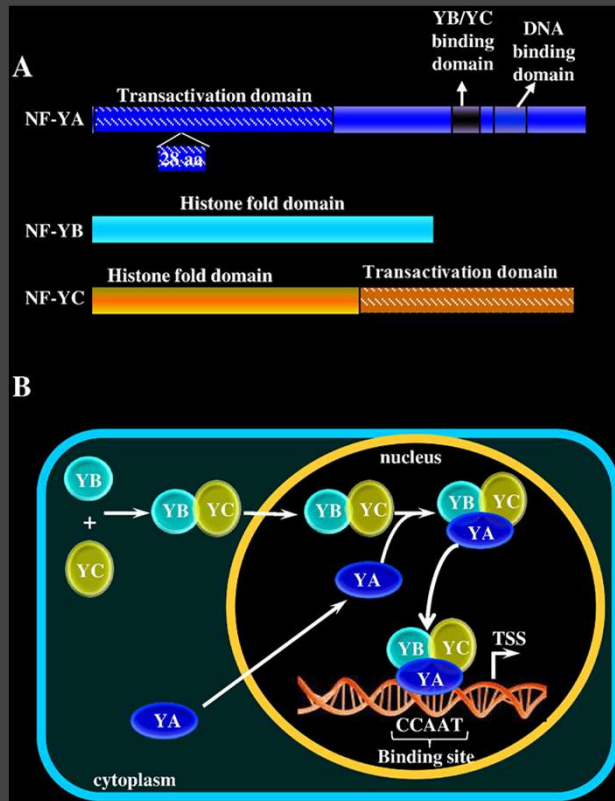 A
YB/YC
binding
domain
DNA
binding
domain
Transactivation domain
NF-YA
28 aa
Histone fold domain
NF-YB
Histone fold domain
Transactivation domain
NF-YC
B
nucleus
YB
+
YC
YB YC
YB YC
YB YC
YA
YA
YB YC
YA
TSS
YA
CCAAT
Binding site
cytoplasm